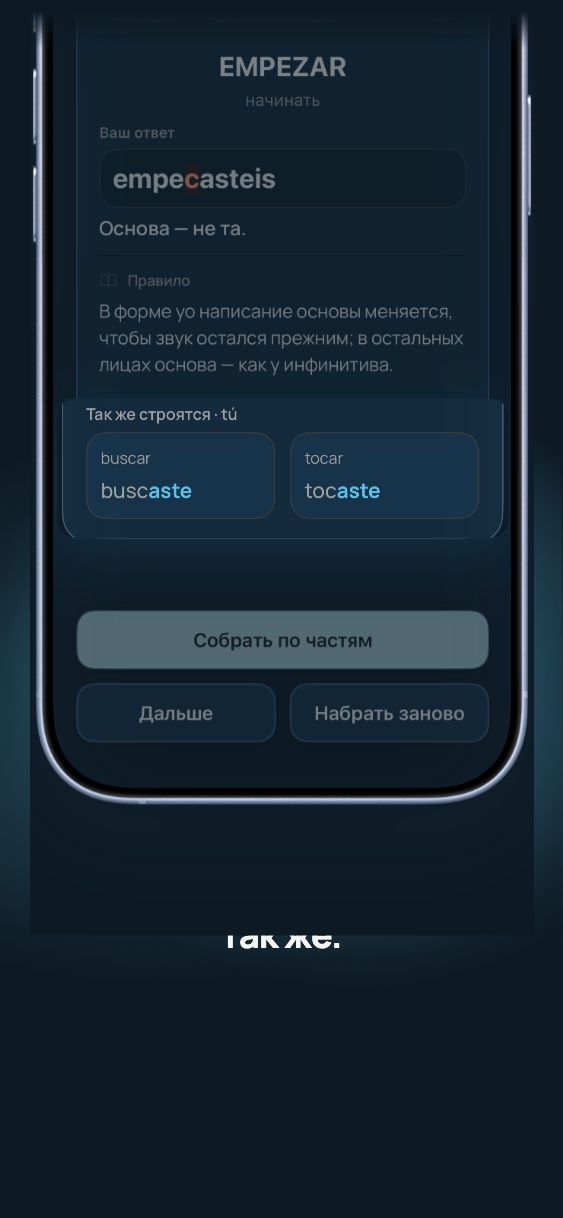 EMPEZAR
начинать
Ваш ответ
empecasteis
Основа — не та.
Правило
В форме yo написание основы меняется,
чтобы звук остался прежним; в остальных
лицах основа — как у инфинитива.
Так же строятся · tú
buscar
tocar
buscaste
tocaste
Собрать по частям
Дальше
Набрать заново
так же.